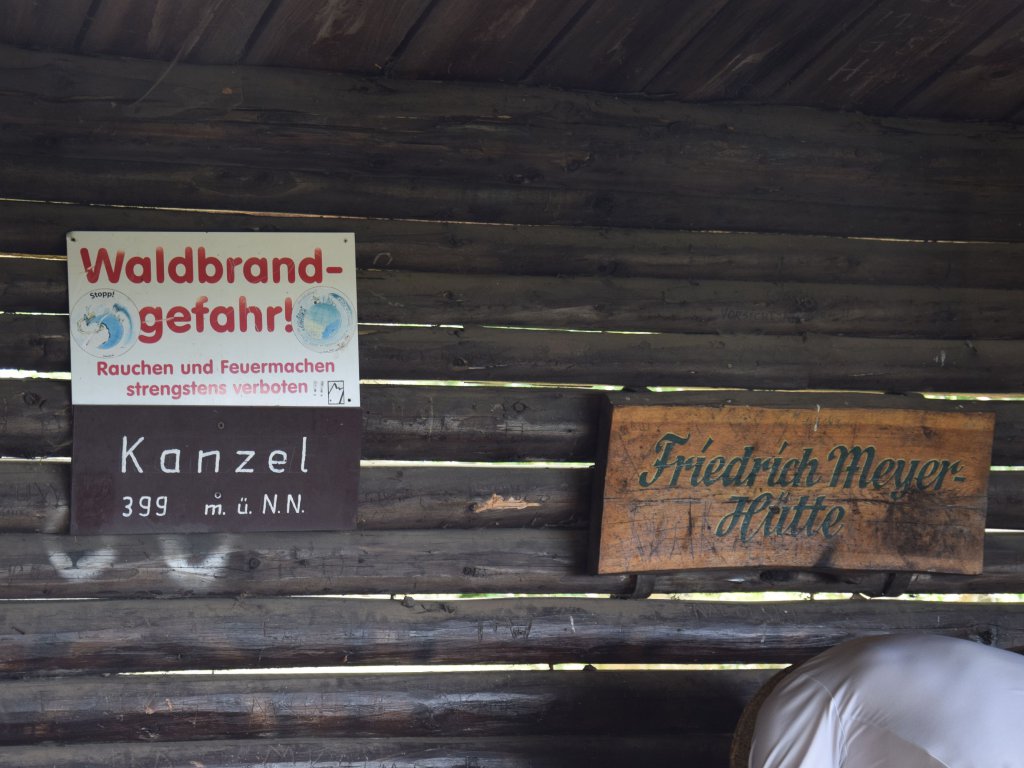 Waldbrand-
gefahr!
Stopp!
Rauchen und Feuermachen
strengstens verboten !!
Kanzel
399 m. ü. N.N.
Friedrich Meyer-
Hütte